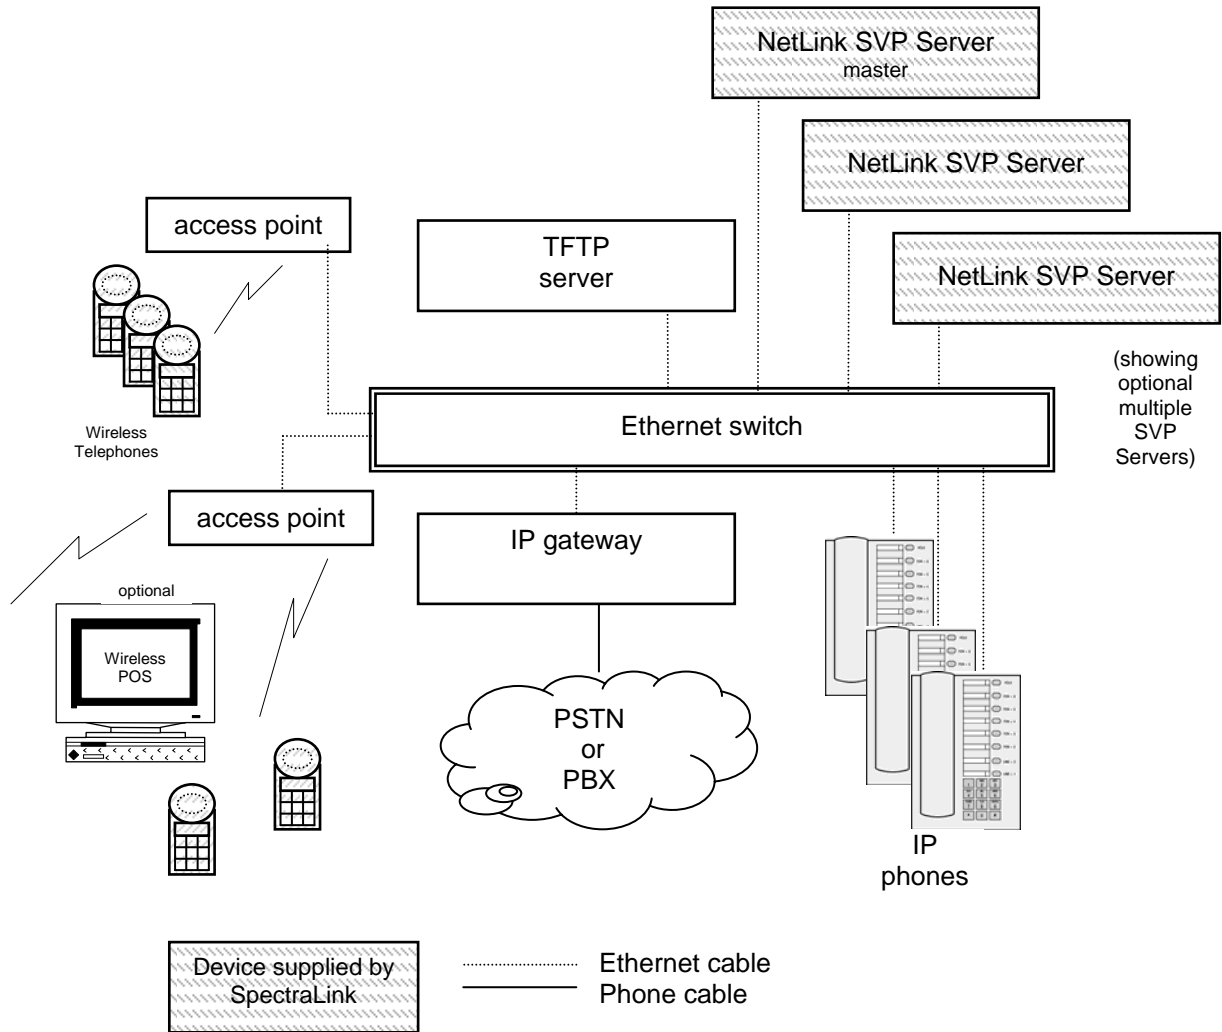 NetLink SVP Server
master
NetLink SVP Server
NetLink SVP Server
access point
TFTP
server
(showing
optional
multiple
SVP
Servers)
Wireless
Telephones
Ethernet switch
access point
IP gateway
optional
Wireless
POS
PSTN
or
PBX
IP
phones
Device supplied by
SpectraLink
Ethernet cable
Phone cable